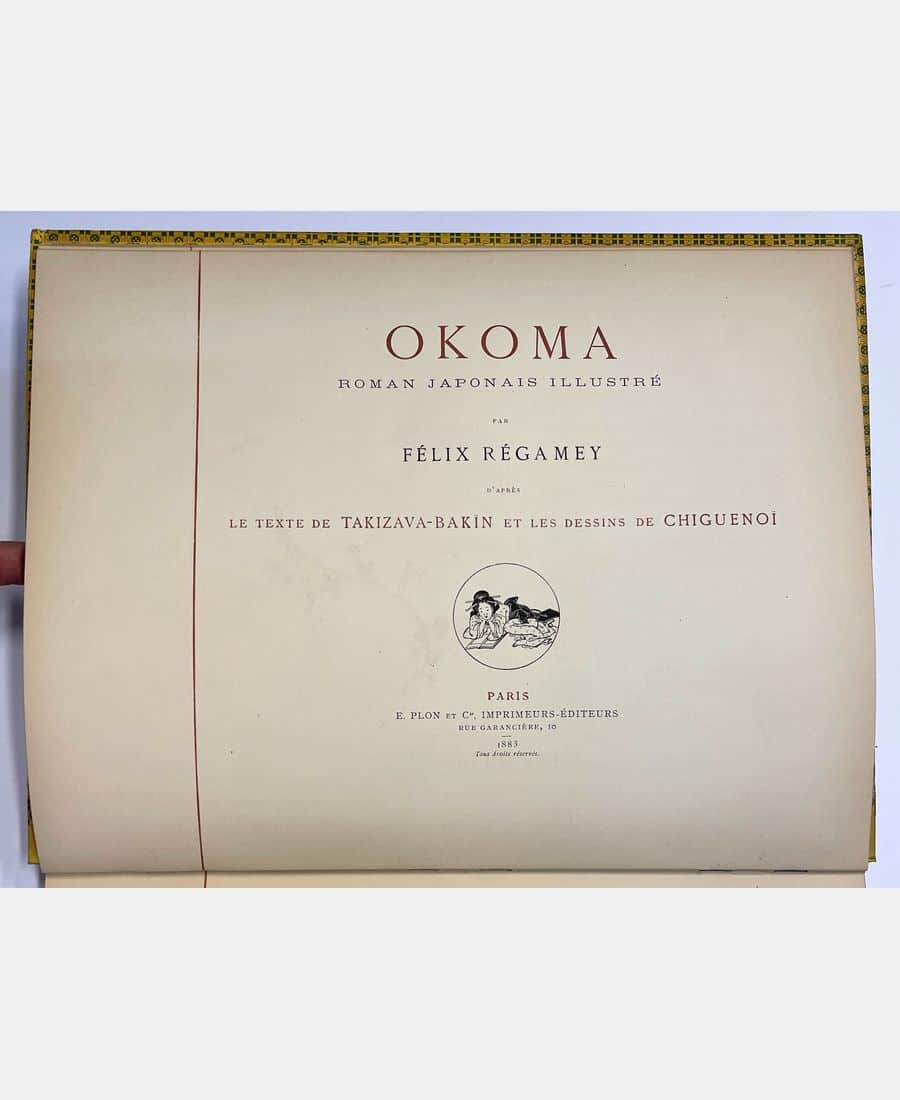 OKOMA
ROMAN JAPONAIS ILLUSTRÉ
PAR
FÉLIX RÉGAMEY
D'APRÈS
LE TEXTE DE TAKIZAVA-BAKÏN ET LES DESSINS DE CHIGUENOÏ
PARIS
E. PLON ET Cie, IMPRIMEURS-ÉDITEURS
RUE GARANCIÈRE, 10
1883
Tous droits réservés.